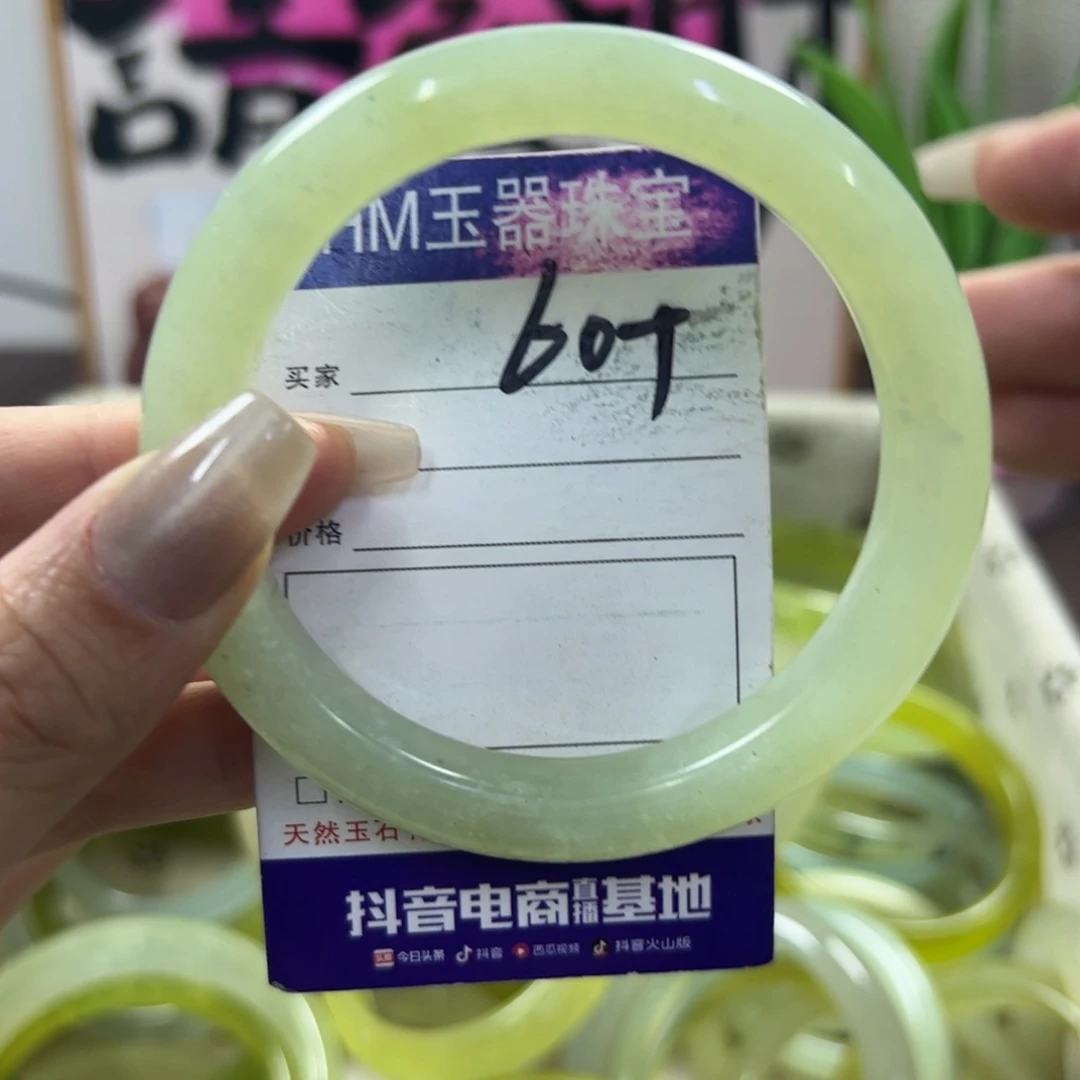 HM玉器珠宝
60+
买家
价格
天然玉石
抖音电商直播基地
今日头条 抖音 西瓜视频 抖音火山版